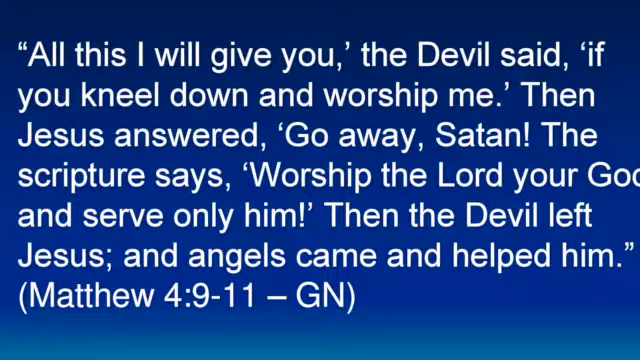 “All this I will give you,’ the Devil said, ‘if
you kneel down and worship me.’ Then
Jesus answered, ‘Go away, Satan! The
scripture says, ‘Worship the Lord your Go
and serve only him!’ Then the Devil left
Jesus; and angels came and helped him.”
(Matthew 4:9-11 – GN)